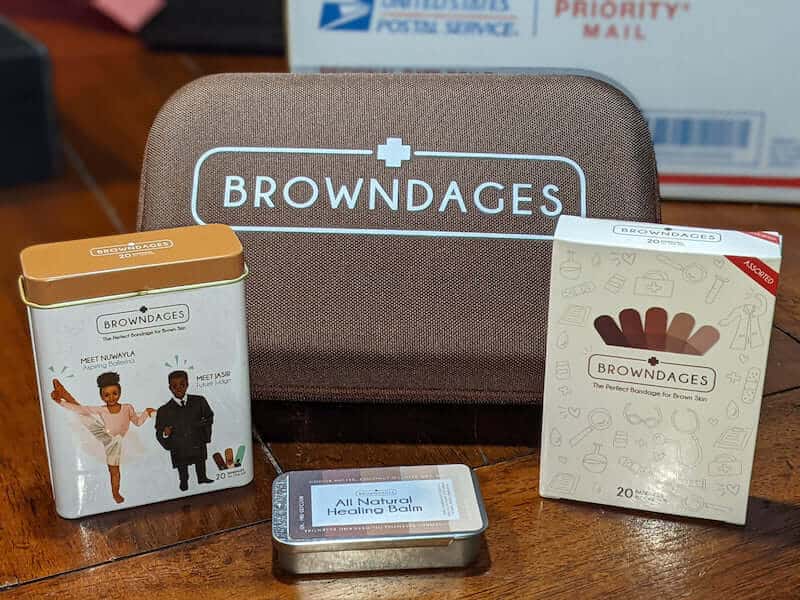 UNITED STATES
POSTAL SERVICE
PRIORITY*
MAIL
BROWNDAGES
20
BROWNDAGES
The Perfect Bandage for Brown Skin
MEET NUWAYLA
Aspiring Ballerina
MEET JASIR
Future Judge
20
BROWNDAGES
All Natural
Healing Balm
20
ASSORTED
BROWNDAGES
The Perfect Bandage for Brown Skin
20